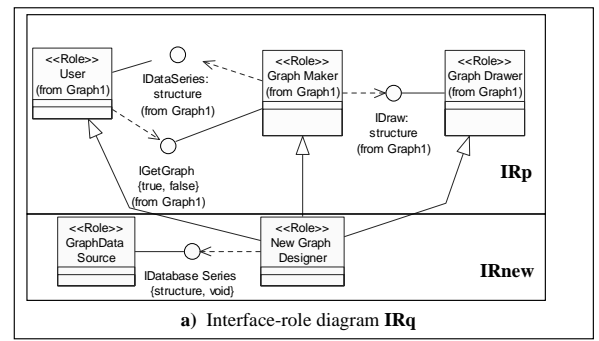 <<Role>>
User
(from Graph1)
IDataSeries:
structure
(from Graph1)
<<Role>>
Graph Maker
(from Graph1)
<<Role>>
Graph Drawer
(from Graph1)
IDraw:
structure
(from Graph1)
IGetGraph
{true, false}
(from Graph1)
IRp
<<Role>>
GraphData
Source
<<Role>>
New Graph
Designer
IDatabase Series
{structure, void}
IRnew
a) Interface-role diagram IRq